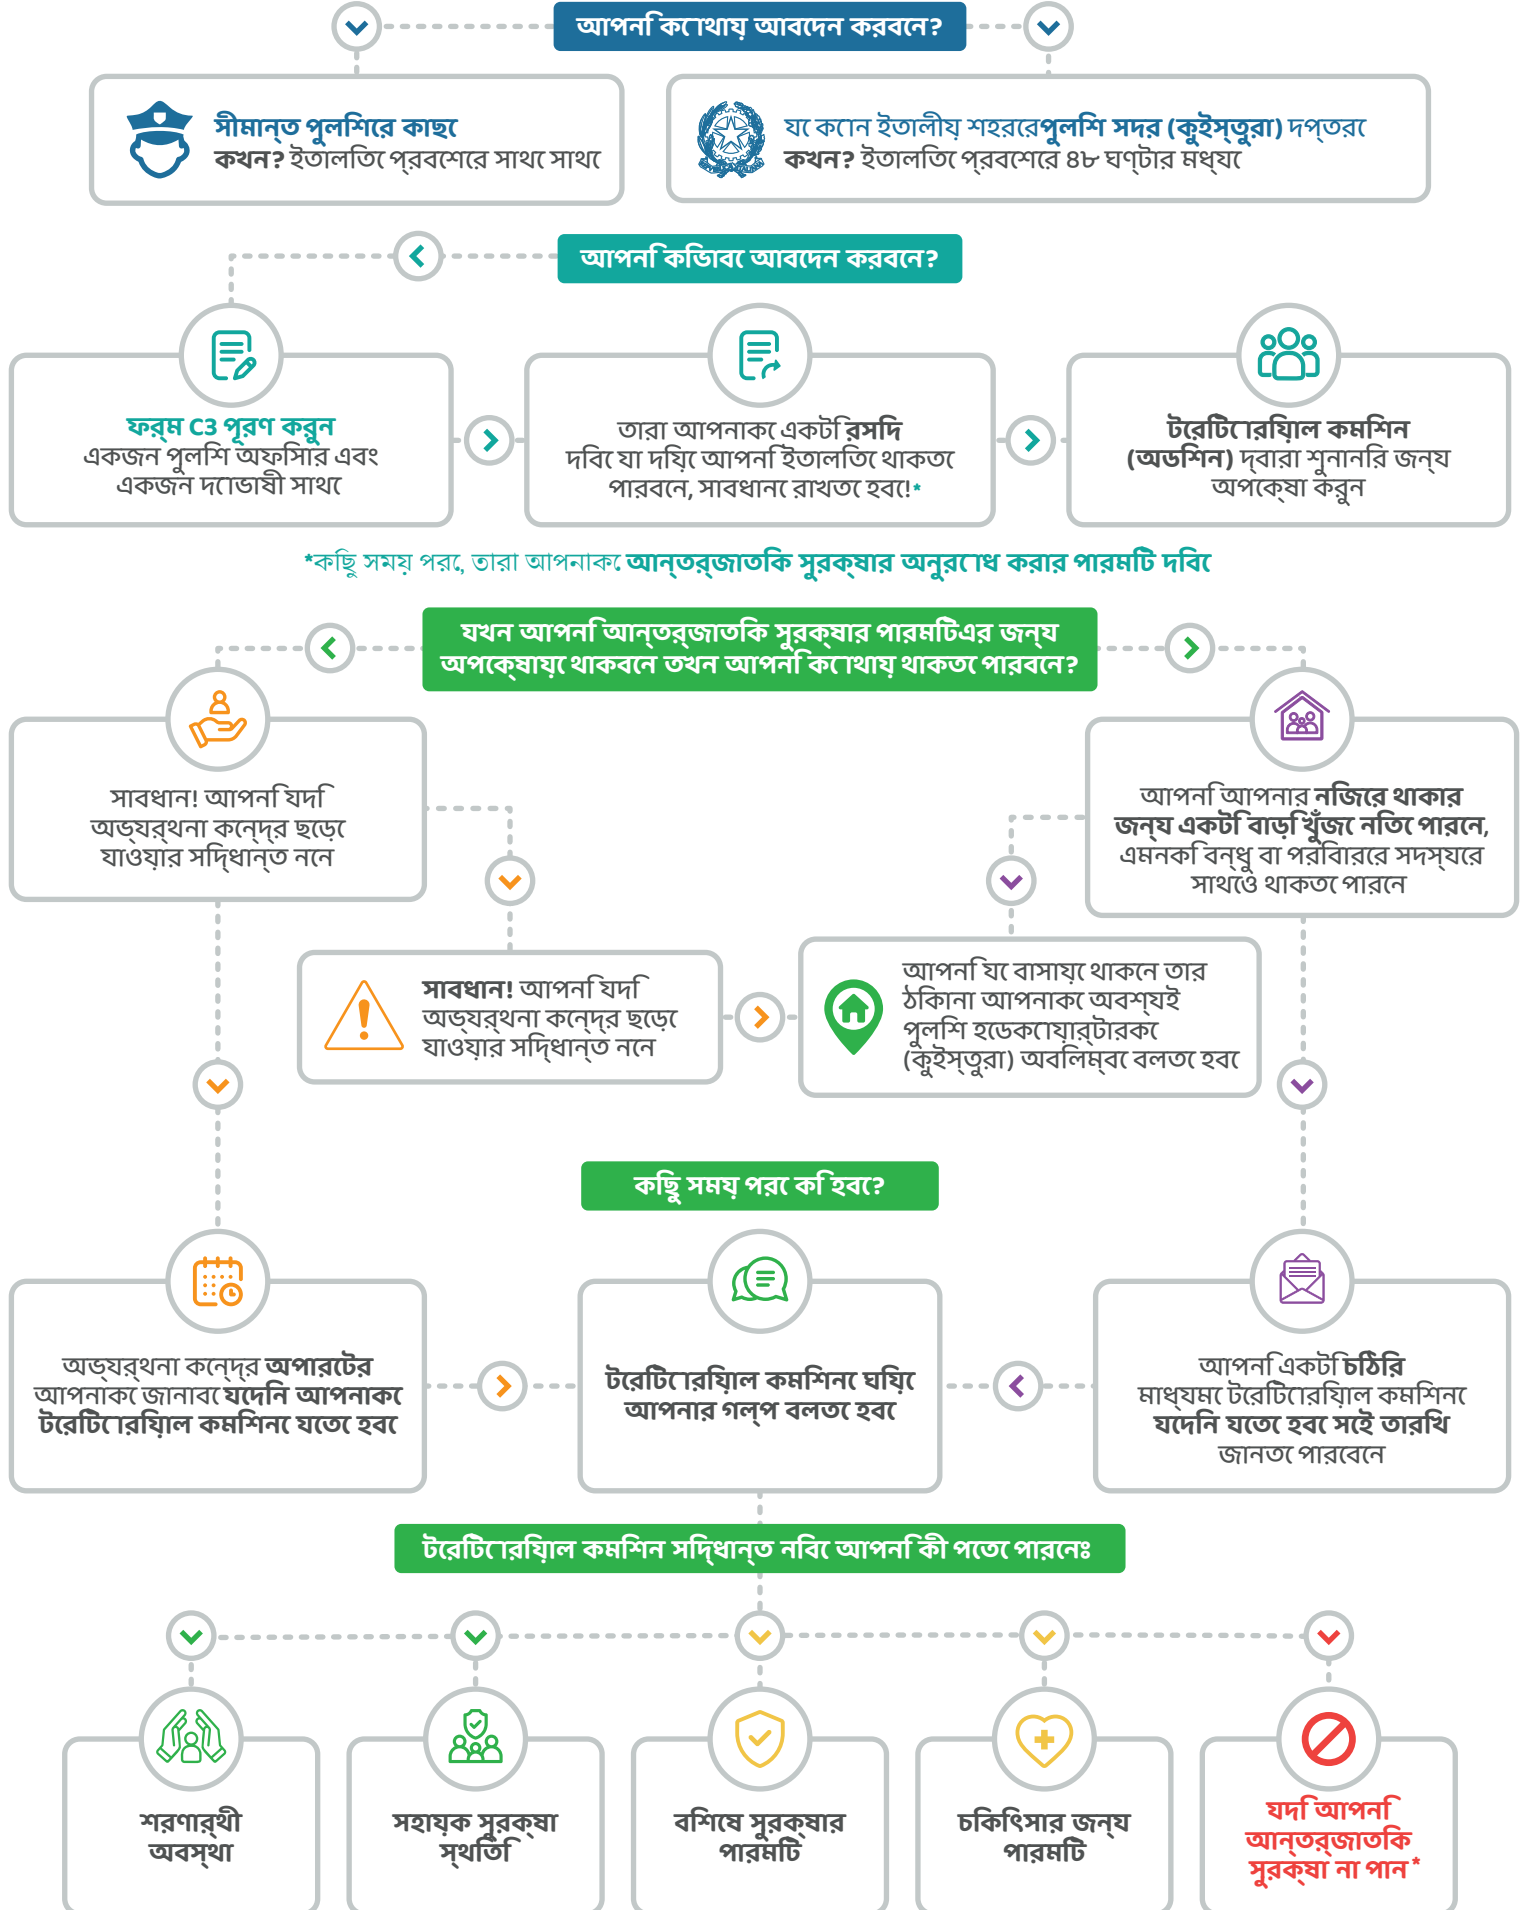 আপনি কোথায় আবেদন করবেন?
সীমান্ত পুলিশের কাছে
কখন? ইতালিতে প্রবেশের সাথে সাথে
যে কোন ইতালীয় শহরের পুলিশ সদর (কুইস্তুরা) দপ্তরে
কখন? ইতালিতে প্রবেশের ৪৮ ঘণ্টার মধ্যে
আপনি কিভাবে আবেদন করবেন?
ফর্ম C3 পূরণ করুন
একজন পুলিশ অফিসার এবং
একজন দোভাষী সাথে
তারা আপনাকে একটি রসিদ
দিবে যা দিয়ে আপনি ইতালিতে থাকতে
পারবেন, সাবধানে রাখতে হবে!*
টেরিটোরিয়াল কমিশন
(অডিশন) দ্বারা শুনানির জন্য
অপেক্ষা করুন
*কিছু সময় পরে, তারা আপনাকে আন্তর্জাতিক সুরক্ষার অনুরোধ করার পারমিট দিবে
যখন আপনি আন্তর্জাতিক সুরক্ষার পারমিটএর জন্য
অপেক্ষায় থাকবেন তখন আপনি কোথায় থাকতে পারবেন?
সাবধান! আপনি যদি
অভ্যর্থনা কেন্দ্র ছেড়ে
যাওয়ার সিদ্ধান্ত নেন
আপনি আপনার নিজের থাকার
জন্য একটি বাড়ি খুঁজে নিতে পারেন,
এমনকি বন্ধু বা পরিবারের সদস্যের
সাথেও থাকতে পারেন
সাবধান! আপনি যদি
অভ্যর্থনা কেন্দ্র ছেড়ে
যাওয়ার সিদ্ধান্ত নেন
আপনি যে বাসায় থাকেন তার
ঠিকানা আপনাকে অবশ্যই
পুলিশ হেডকোয়ার্টারকে
(কুইস্তুরা) অবিলম্বে বলতে হবে
কিছু সময় পরে কি হবে?
অভ্যর্থনা কেন্দ্র অপারেটর
আপনাকে জানাবে যেদিন আপনাকে
টেরিটোরিয়াল কমিশনে যেতে হবে
টেরিটোরিয়াল কমিশনে যিয়ে
আপনার গল্প বলতে হবে
আপনি একটি চিঠির
মাধ্যমে টেরিটোরিয়াল কমিশনে
যেদিন যেতে হবে সেই তারিখ
জানতে পারবেন
টেরিটোরিয়াল কমিশন সিদ্ধান্ত নিবে আপনি কী পেতে পারেনঃ
শরণার্থী
অবস্থা
সহায়ক সুরক্ষা
স্থিতি
বিশেষ সুরক্ষার
পারমিট
চিকিৎসার জন্য
পারমিট
যদি আপনি
আন্তর্জাতিক
সুরক্ষা না পান*